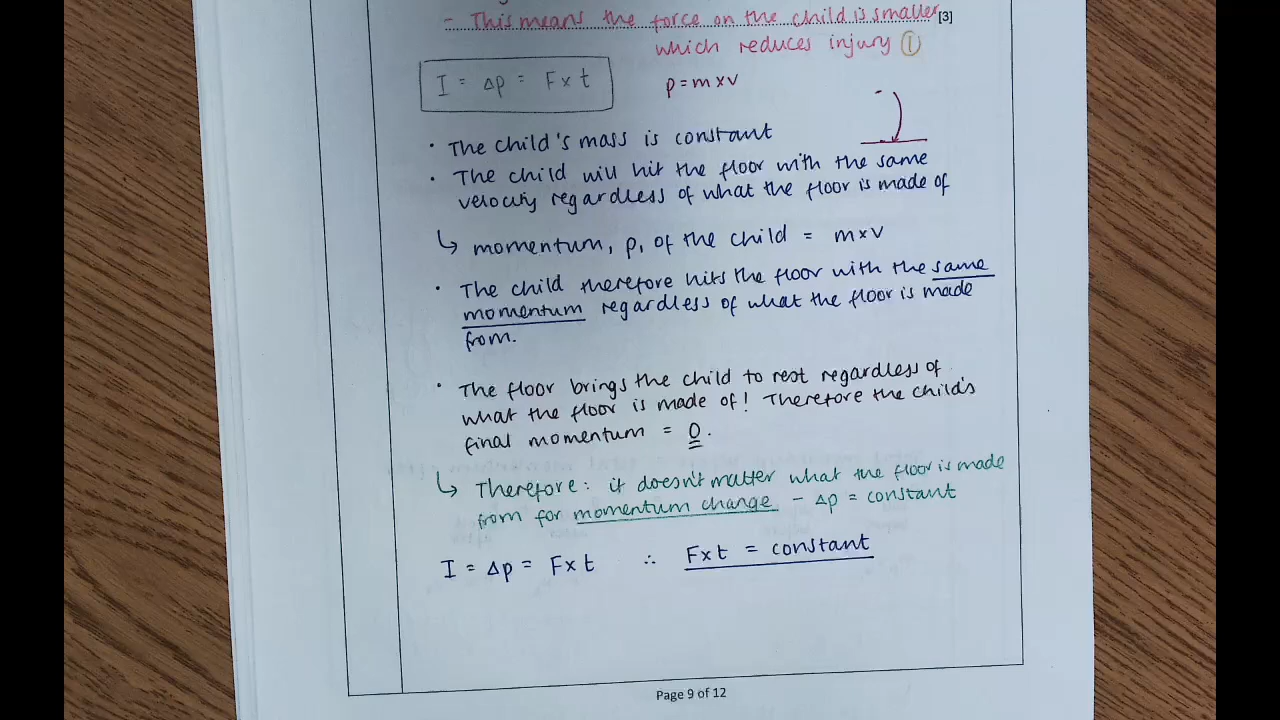 - This means the force on the child is smaller [3]
which reduces injury ①
I = Δp = F x t
p = m x v
· The child's mass is constant
· The child will hit the floor with the same
velocity regardless of what the floor is made of
↳ momentum, p, of the child = m x v
· The child therefore hits the floor with the same
momentum regardless of what the floor is made
from.
· The floor brings the child to rest regardless of
what the floor is made of! Therefore the child's
final momentum = 0.
↳ Therefore: it doesn't matter what the floor is made
from for momentum change - Δp = constant
I = Δp = F x t ∴ F x t = constant
Page 9 of 12